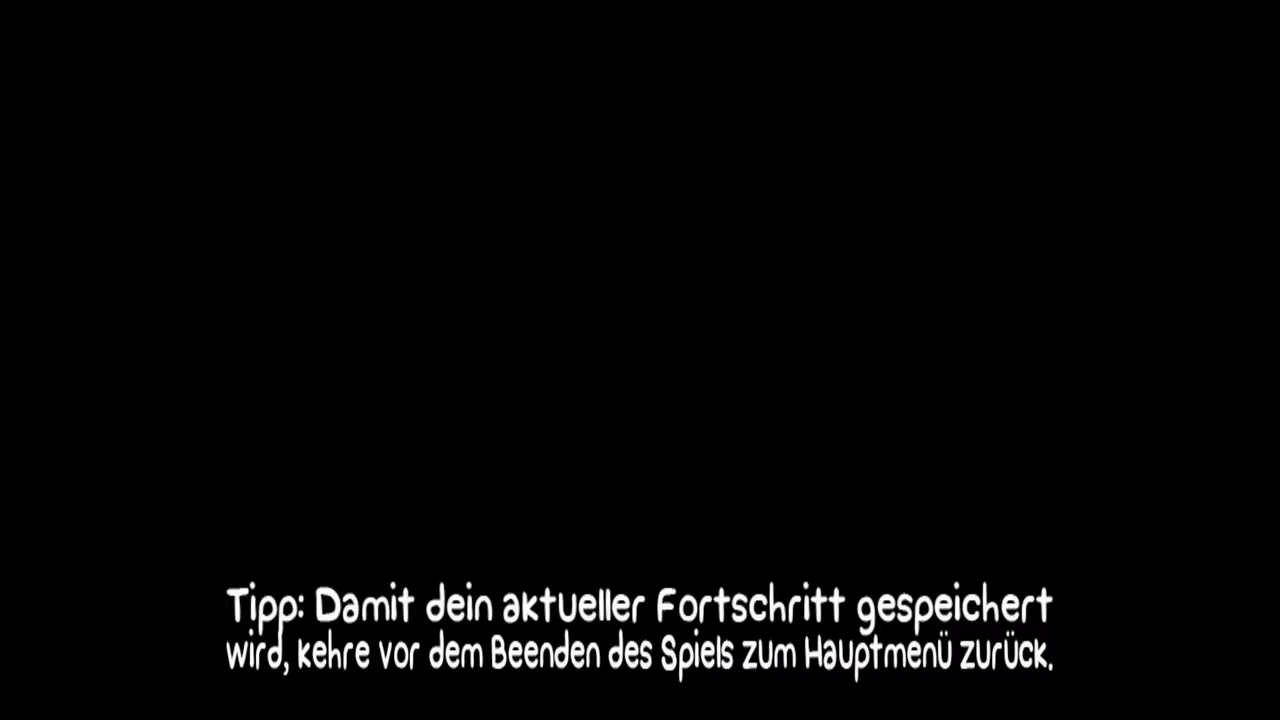 Tipp: Damit dein aktueller Fortschritt gespeichert
wird, kehre vor dem Beenden des Spiels zum Hauptmenü zurück.